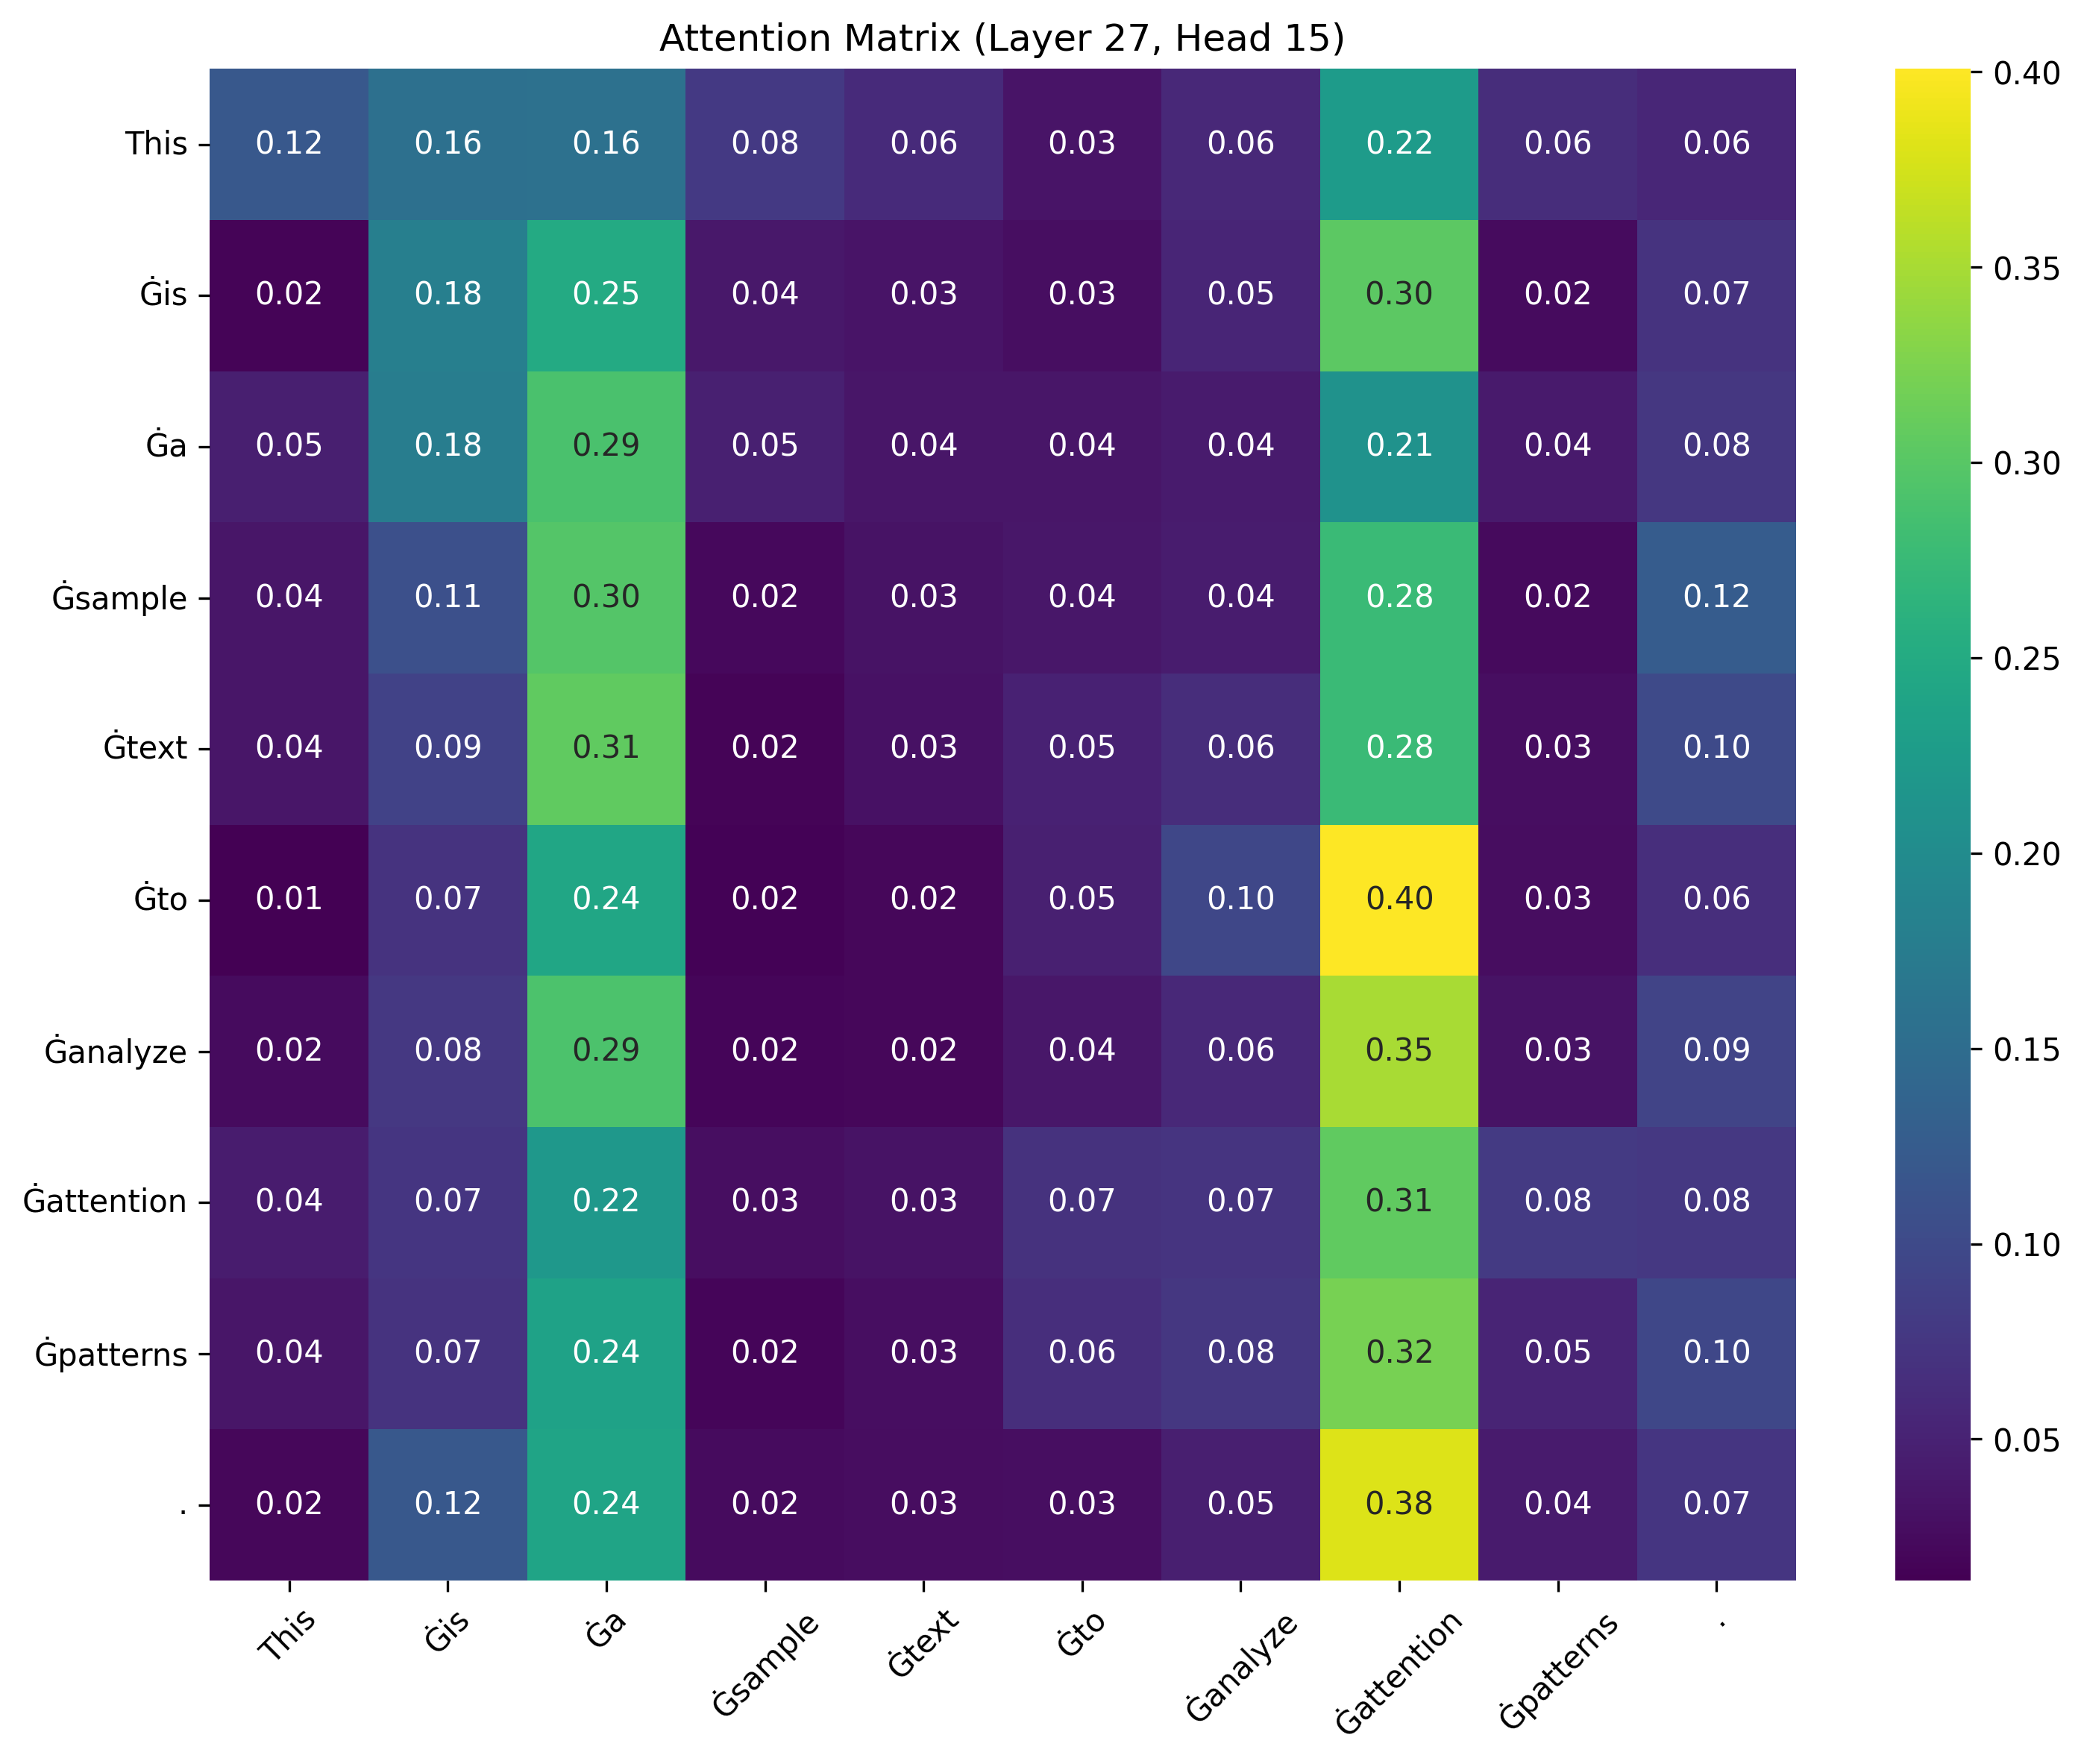 Attention Matrix (Layer 27, Head 15)
This 0.12 0.16 0.16 0.08 0.06 0.03 0.06 0.22 0.06 0.06
Ġis 0.02 0.18 0.25 0.04 0.03 0.03 0.05 0.30 0.02 0.07
Ġa 0.05 0.18 0.29 0.05 0.04 0.04 0.04 0.21 0.04 0.08
Ġsample 0.04 0.11 0.30 0.02 0.03 0.04 0.04 0.28 0.02 0.12
Ġtext 0.04 0.09 0.31 0.02 0.03 0.05 0.06 0.28 0.03 0.10
Ġto 0.01 0.07 0.24 0.02 0.02 0.05 0.10 0.40 0.03 0.06
Ġanalyze 0.02 0.08 0.29 0.02 0.02 0.04 0.06 0.35 0.03 0.09
Ġattention 0.04 0.07 0.22 0.03 0.03 0.07 0.07 0.31 0.08 0.08
Ġpatterns 0.04 0.07 0.24 0.02 0.03 0.06 0.08 0.32 0.05 0.10
. 0.02 0.12 0.24 0.02 0.03 0.03 0.05 0.38 0.04 0.07
This Ġis Ġa Ġsample Ġtext Ġto Ġanalyze Ġattention Ġpatterns .
0.40
0.35
0.30
0.25
0.20
0.15
0.10
0.05